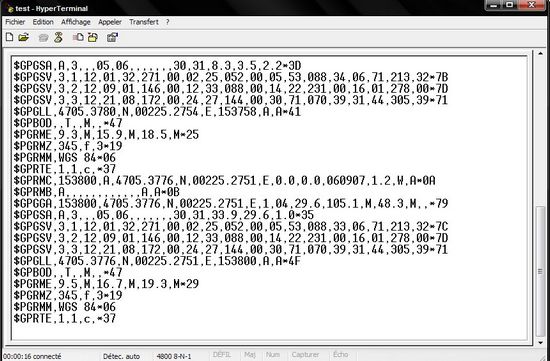 test - HyperTerminal
Fichier Edition Affichage Appeler Transfert ?
$GPGSA,A,3,,,05,06,,,,,,,30,31,8.3,3.5,2.2*3D
$GPGSV,3,1,12,01,32,271,00,02,25,052,00,05,53,088,34,06,71,213,32*7B
$GPGSV,3,2,12,09,01,146,00,12,33,088,00,14,22,231,00,16,01,278,00*7D
$GPGSV,3,3,12,21,08,172,00,24,27,144,00,30,71,070,39,31,44,305,39*71
$GPGLL,4705.3780,N,00225.2754,E,153758,A,A*41
$GPBOD,,T,,M,,*47
$PGRME,9.3,M,15.9,M,18.5,M*25
$PGRMZ,345,f,3*19
$PGRMM,WGS 84*06
$GPRTE,1,1,c,*37
$GPRMC,153800,A,4705.3776,N,00225.2751,E,0.0,0.0,060907,1.2,W,A*0A
$GPRMB,A,,,,,,,,,,,,A,A*0B
$GPGGA,153800,4705.3776,N,00225.2751,E,1,04,29.6,105.1,M,48.3,M,,*79
$GPGSA,A,3,,,05,06,,,,,,,30,31,33.9,29.6,1.0*35
$GPGSV,3,1,12,01,32,271,00,02,25,052,00,05,53,088,33,06,71,213,32*7C
$GPGSV,3,2,12,09,01,146,00,12,33,088,00,14,22,231,00,16,01,278,00*7D
$GPGSV,3,3,12,21,08,172,00,24,27,144,00,30,71,070,39,31,44,305,39*71
$GPGLL,4705.3776,N,00225.2751,E,153800,A,A*4F
$GPBOD,,T,,M,,*47
$PGRME,9.5,M,16.7,M,19.3,M*29
$PGRMZ,345,f,3*19
$PGRMM,WGS 84*06
$GPRTE,1,1,c,*37
00:00:16 connecté Détec. auto 4800 8-N-1 DÉFIL Maj Num Capturer Écho